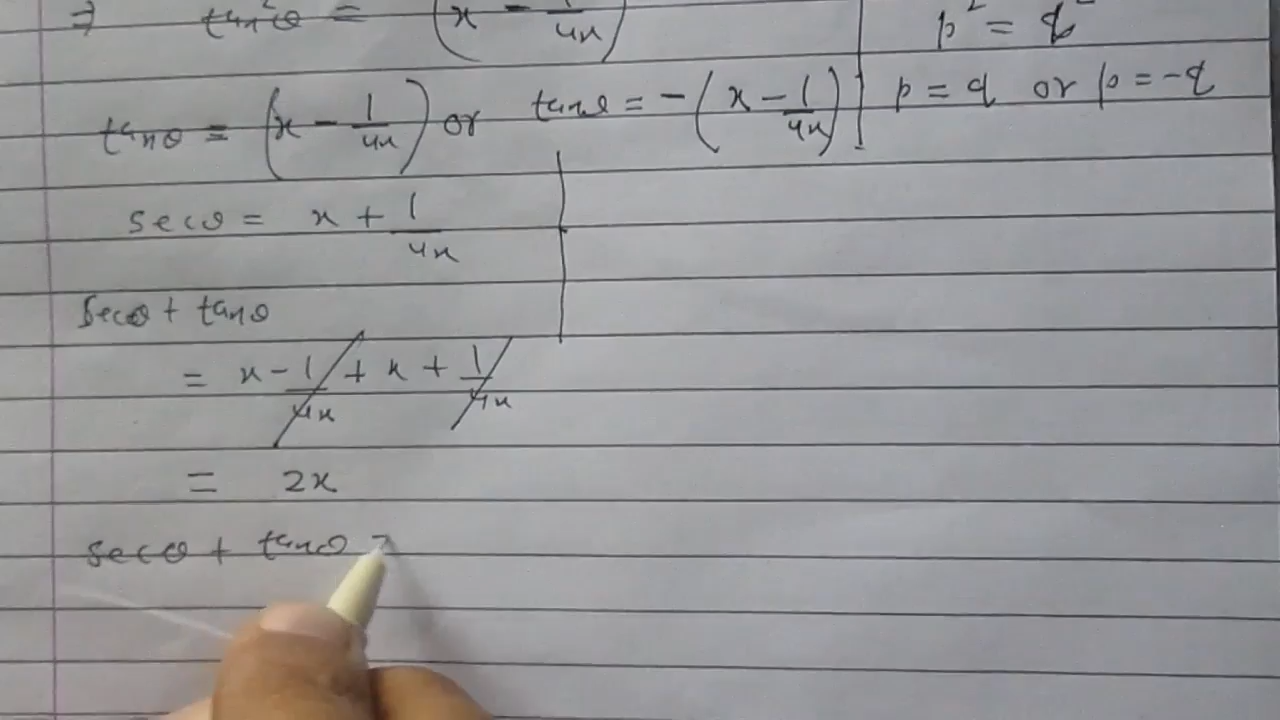 ⇒ tan²θ = (x - 1/4x)
p² = q²
tanθ = (x - 1/4x) or tanθ = -(x - 1/4x)
p = q or p = -q
secθ = x + 1/4x
Secθ + tanθ
= x - 1/4x + x + 1/4x
= 2x
secθ + tanθ =